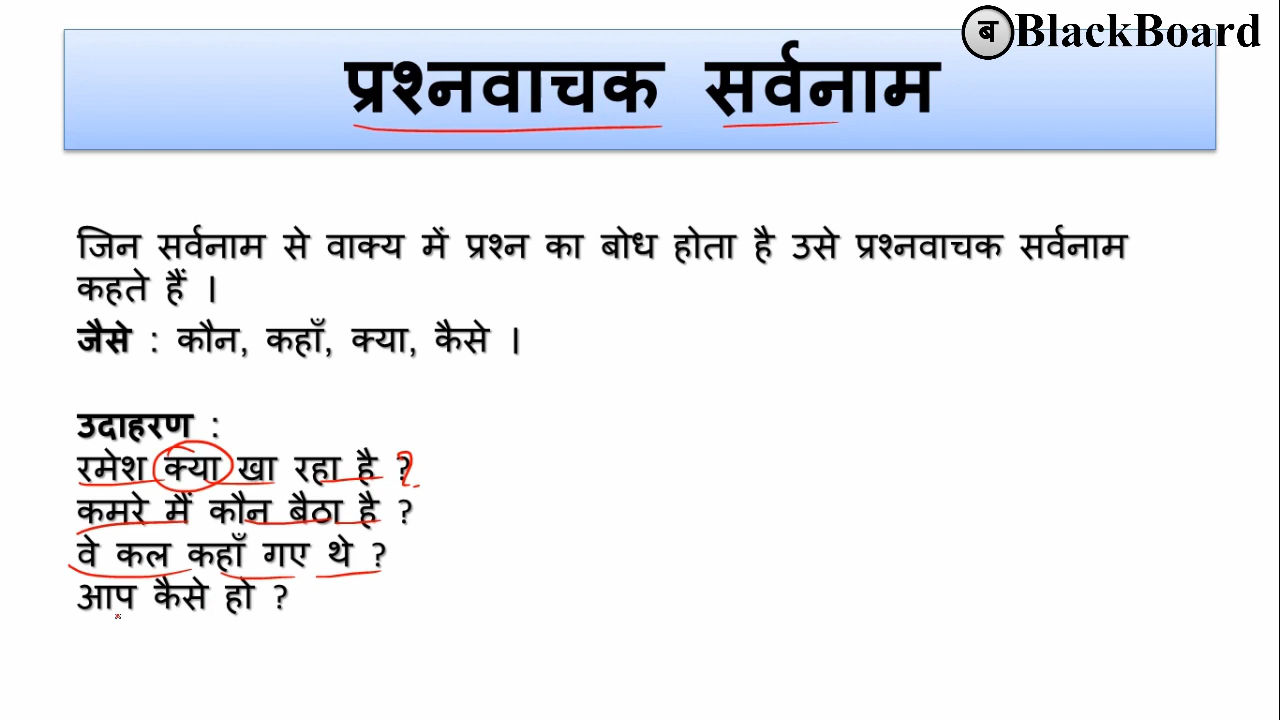 ब BlackBoard
प्रश्नवाचक सर्वनाम
जिन सर्वनाम से वाक्य में प्रश्न का बोध होता है उसे प्रश्नवाचक सर्वनाम
कहते हैं ।
जैसे : कौन, कहाँ, क्या, कैसे ।
उदाहरण :
रमेश क्या खा रहा है ?
कमरे मैं कौन बैठा है ?
वे कल कहाँ गए थे ?
आप कैसे हो ?